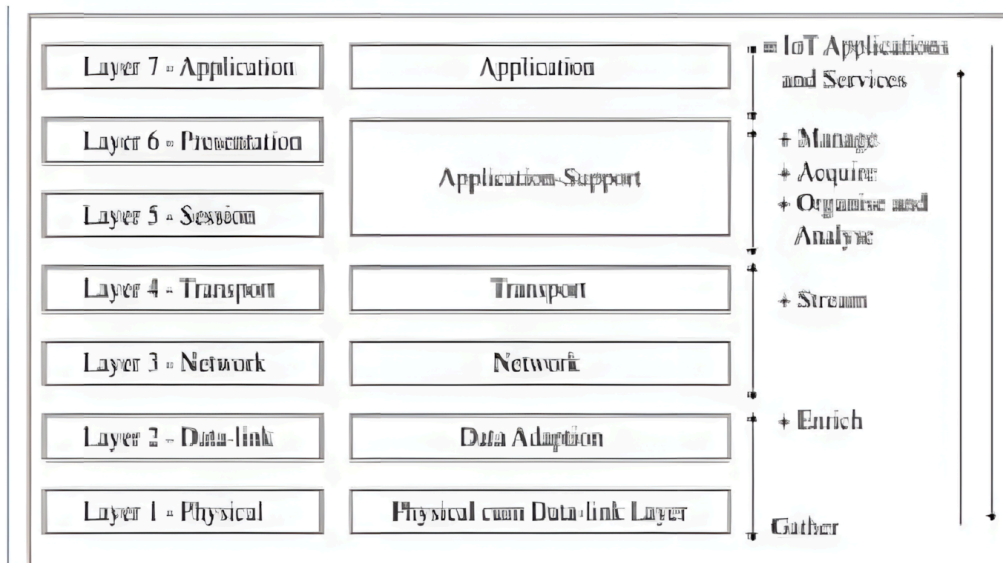 Layer 7 - Application
Application
= IoT Applications
and Services
Layer 6 - Presentation
Application-Support
+ Manage
+ Acquire
+ Organise and
Analyse
Layer 5 - Session
Layer 4 - Transport
Transport
+ Stream
Layer 3 - Network
Network
Layer 2 - Data-link
Data Adaption
+ Enrich
Layer 1 - Physical
Physical cum Data-link Layer
Gather